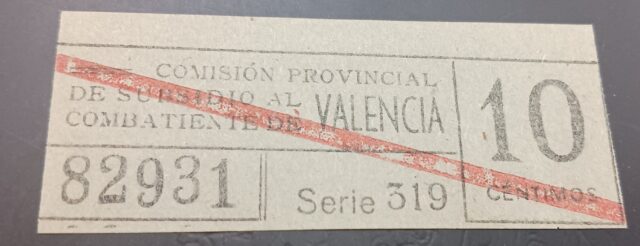 COMISIÓN PROVINCIAL
DE SUBSIDIO AL
COMBATIENTE DE VALENCIA
10
CENTIMOS
82931
Serie 319